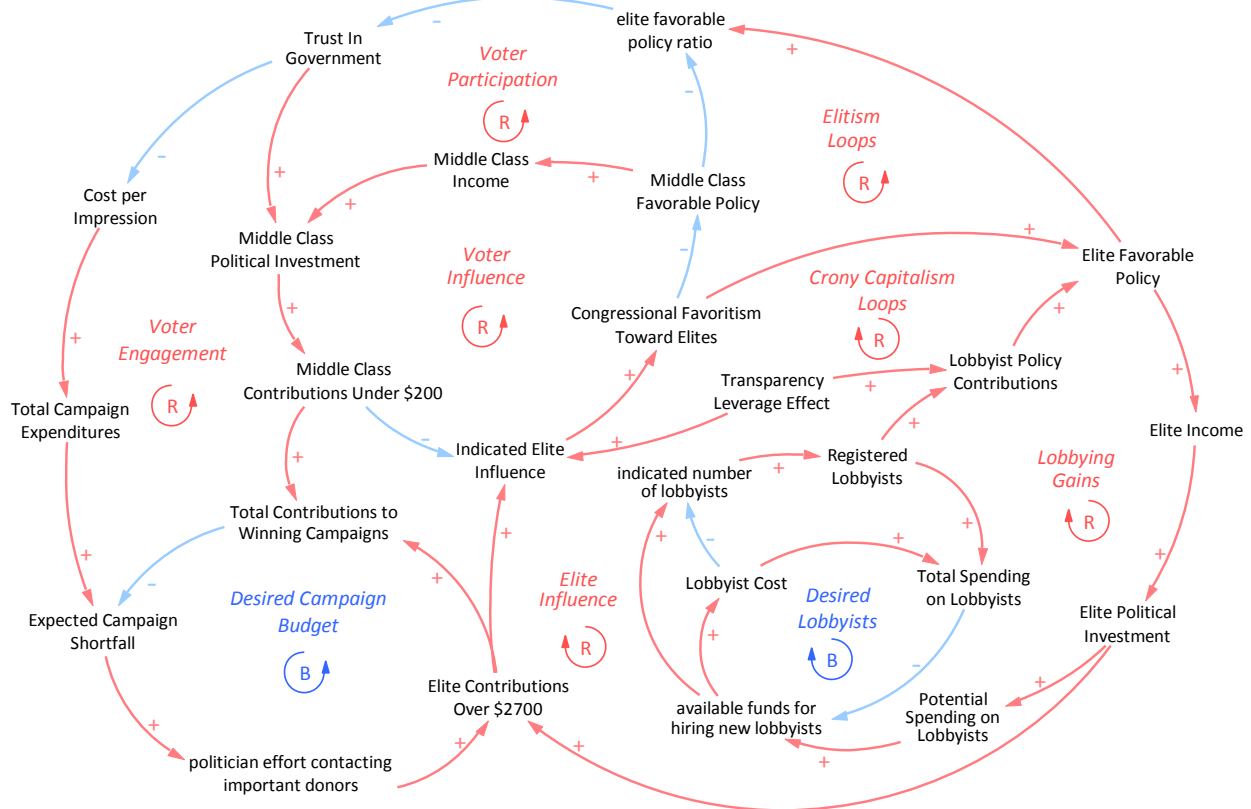 elite favorable
policy ratio
Trust In
Government
Voter
Participation
R
Elitism
Loops
R
Middle Class
Income
Middle Class
Favorable Policy
Cost per
Impression
Middle Class
Political Investment
Voter
Influence
R
Elite Favorable
Policy
Crony Capitalism
Loops
R
Congressional Favoritism
Toward Elites
Voter
Engagement
R
Middle Class
Contributions Under $200
Transparency
Leverage Effect
Lobbyist Policy
Contributions
Total Campaign
Expenditures
Elite Income
Indicated Elite
Influence
indicated number
of lobbyists
Registered
Lobbyists
Lobbying
Gains
R
Total Contributions to
Winning Campaigns
Lobbyist Cost
Total Spending
on Lobbyists
Elite
Influence
R
Desired
Lobbyists
B
Desired Campaign
Budget
B
Expected Campaign
Shortfall
Elite Political
Investment
Elite Contributions
Over $2700
available funds for
hiring new lobbyists
Potential
Spending on
Lobbyists
politician effort contacting
important donors